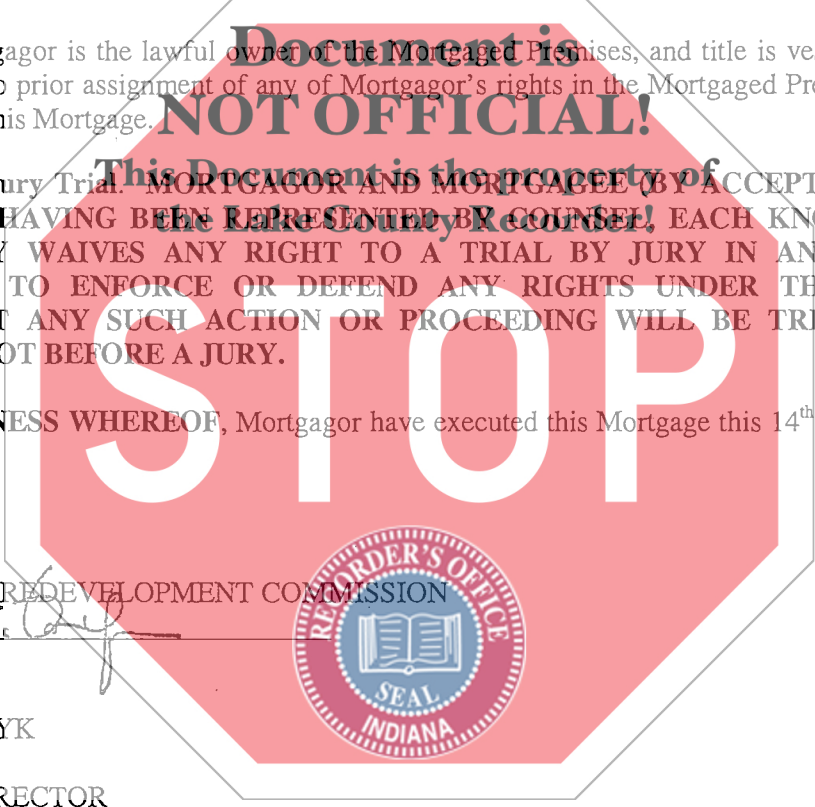 Document is
NOT OFFICIAL!
This Document is the property of
the Lake County Recorder!
gagor is the lawful owner of the Mortgaged Premises, and title is ve
o prior assignment of any of Mortgagor's rights in the Mortgaged Pre
his Mortgage.
ury Trial. MORTGAGOR AND MORTGAGEE (BY ACCEPT
HAVING BEEN REPRESENTED BY COUNSEL, EACH KNO
Y WAIVES ANY RIGHT TO A TRIAL BY JURY IN AN
TO ENFORCE OR DEFEND ANY RIGHTS UNDER TH
T ANY SUCH ACTION OR PROCEEDING WILL BE TRI
OT BEFORE A JURY.
NESS WHEREOF, Mortgagor have executed this Mortgage this 14th
STOP
REDEVELOPMENT COMMISSION
RECORDER'S OFFICE
SEAL
INDIANA
YK
RECTOR